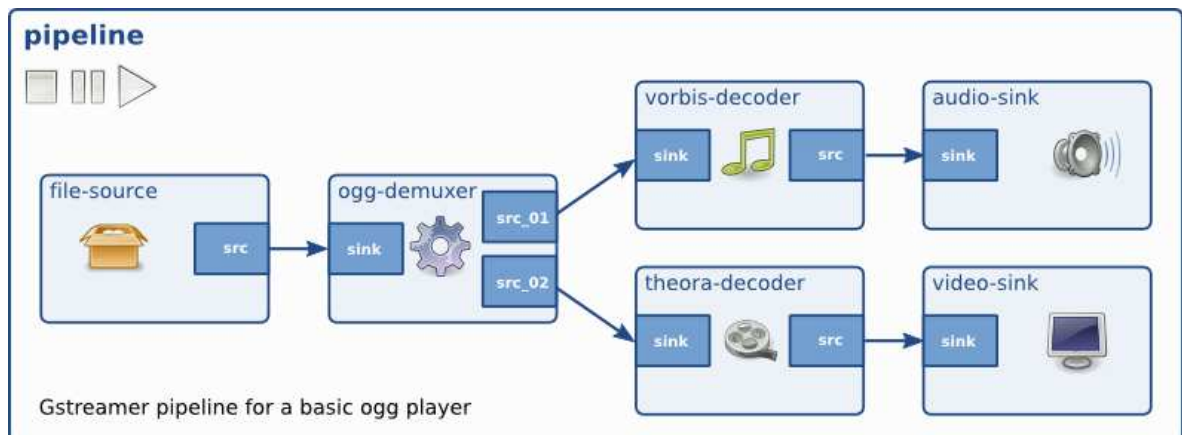 pipeline
file-source
src
ogg-demuxer
sink
src_01
src_02
vorbis-decoder
sink
src
audio-sink
sink
theora-decoder
sink
src
video-sink
sink
Gstreamer pipeline for a basic ogg player